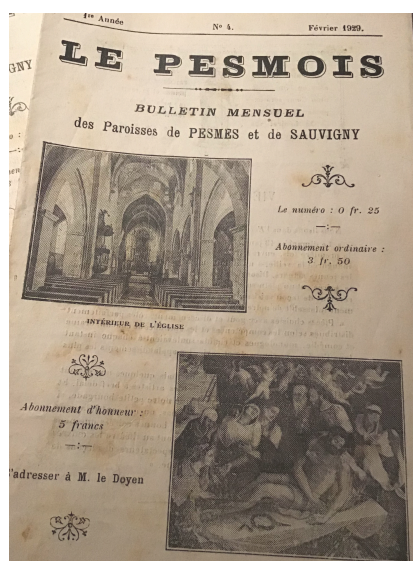 1re Année
N° 4.
Février 1929.
LE PESMOIS
BULLETIN MENSUEL
des Paroisses de PESMES et de SAUVIGNY
Le numéro : 0 fr. 25
Abonnement ordinaire :
3 fr. 50
INTÉRIEUR DE L'ÉGLISE
Abonnement d'honneur :
5 francs
'adresser à M. le Doyen
GNY